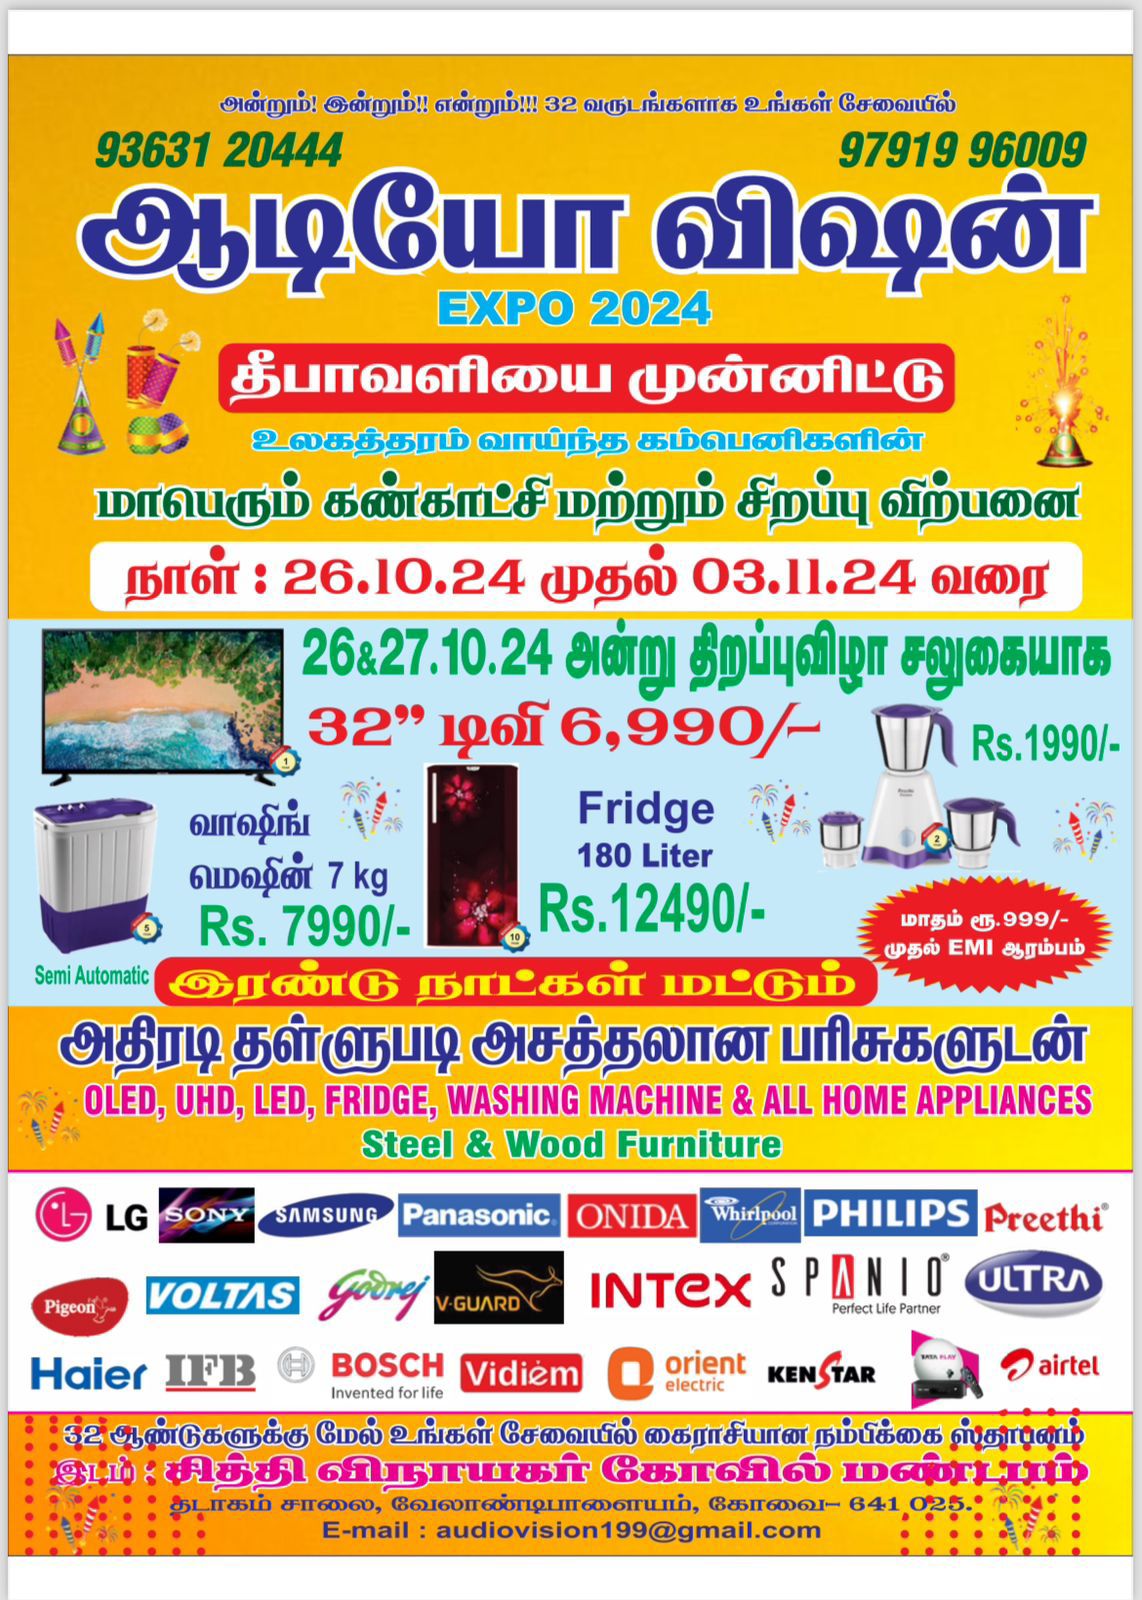 அன்றும்! இன்றும்!! என்றும்!!! 32 வருடங்களாக உங்கள் சேவையில்
93631 20444
97919 96009
ஆடியோ விஷன்
EXPO 2024
தீபாவளியை முன்னிட்டு
உலகத்தரம் வாய்ந்த கம்பெனிகளின்
மாபெரும் கண்காட்சி மற்றும் சிறப்பு விற்பனை
நாள் : 26.10.24 முதல் 03.11.24 வரை
26&27.10.24 அன்று திறப்புவிழா சலுகையாக
32” டிவி 6,990/-
Rs.1990/-
1
வாஷிங்
மெஷின் 7 kg
Rs. 7990/-
5
Semi Automatic
Fridge
180 Liter
Rs.12490/-
10
2
மாதம் ரூ.999/-
முதல் EMI ஆரம்பம்
இரண்டு நாட்கள் மட்டும்
அதிரடி தள்ளுபடி அசத்தலான பரிசுகளுடன்
OLED, UHD, LED, FRIDGE, WASHING MACHINE & ALL HOME APPLIANCES
Steel & Wood Furniture
LG SONY SAMSUNG Panasonic ONIDA Whirlpool CORPORATION PHILIPS Preethi
Pigeon VOLTAS Godrej V-GUARD INTEX SPANIO ULTRA
Perfect Life Partner
Haier IFB BOSCH Vidiem orient electric KENSTAR TATA PLAY airtel
Invented for life
32 ஆண்டுகளுக்கு மேல் உங்கள் சேவையில் கைராசியான நம்பிக்கை ஸ்தாபனம்
இடம் : சித்தி விநாயகர் கோவில் மண்டபம்
தடாகம் சாலை, வேலாண்டிபாளையம், கோவை– 641 025.
E-mail : audiovision199@gmail.com